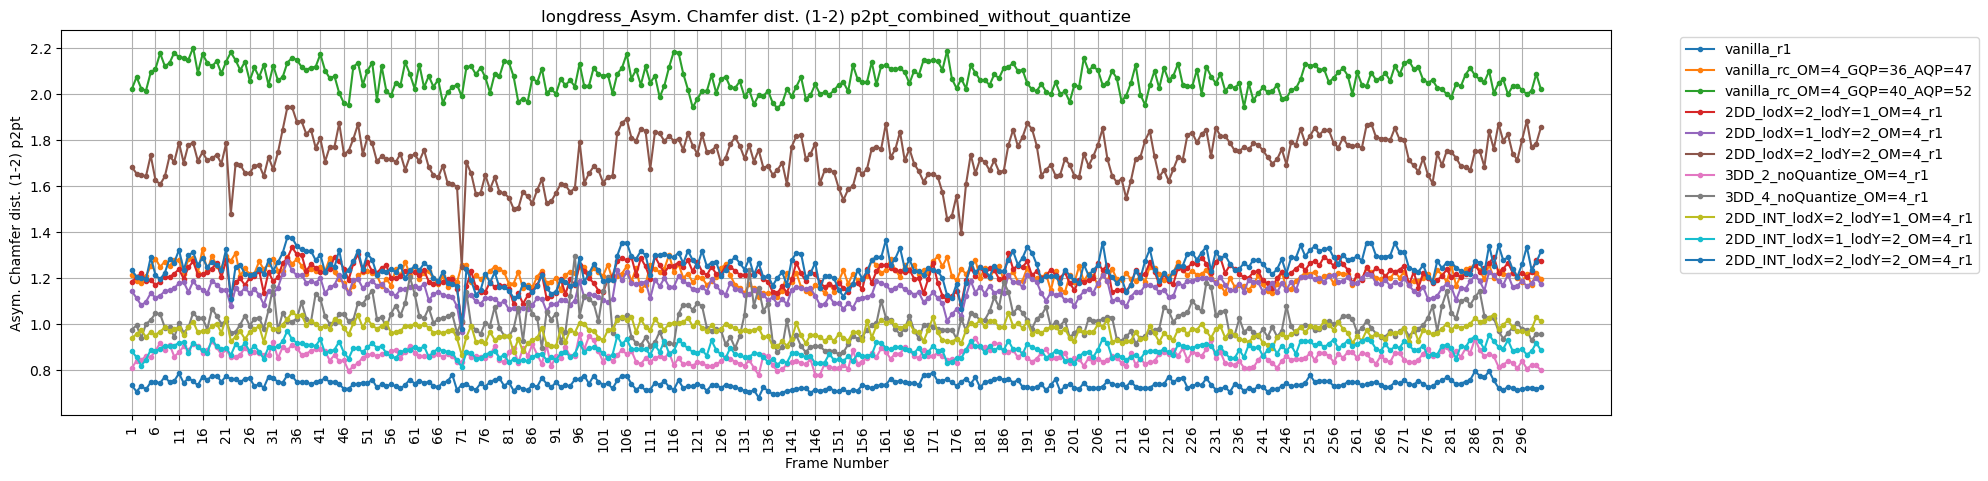 longdress_Asym. Chamfer dist. (1-2) p2pt_combined_without_quantize
Asym. Chamfer dist. (1-2) p2pt
2.2
2.0
1.8
1.6
1.4
1.2
1.0
0.8
1 6 11 16 21 26 31 36 41 46 51 56 61 66 71 76 81 86 91 96 101 106 111 116 121 126 131 136 141 146 151 156 161 166 171 176 181 186 191 196 201 206 211 216 221 226 231 236 241 246 251 256 261 266 271 276 281 286 291 296
Frame Number
vanilla_r1
vanilla_rc_OM=4_GQP=36_AQP=47
vanilla_rc_OM=4_GQP=40_AQP=52
2DD_lodX=2_lodY=1_OM=4_r1
2DD_lodX=1_lodY=2_OM=4_r1
2DD_lodX=2_lodY=2_OM=4_r1
3DD_2_noQuantize_OM=4_r1
3DD_4_noQuantize_OM=4_r1
2DD_INT_lodX=2_lodY=1_OM=4_r1
2DD_INT_lodX=1_lodY=2_OM=4_r1
2DD_INT_lodX=2_lodY=2_OM=4_r1